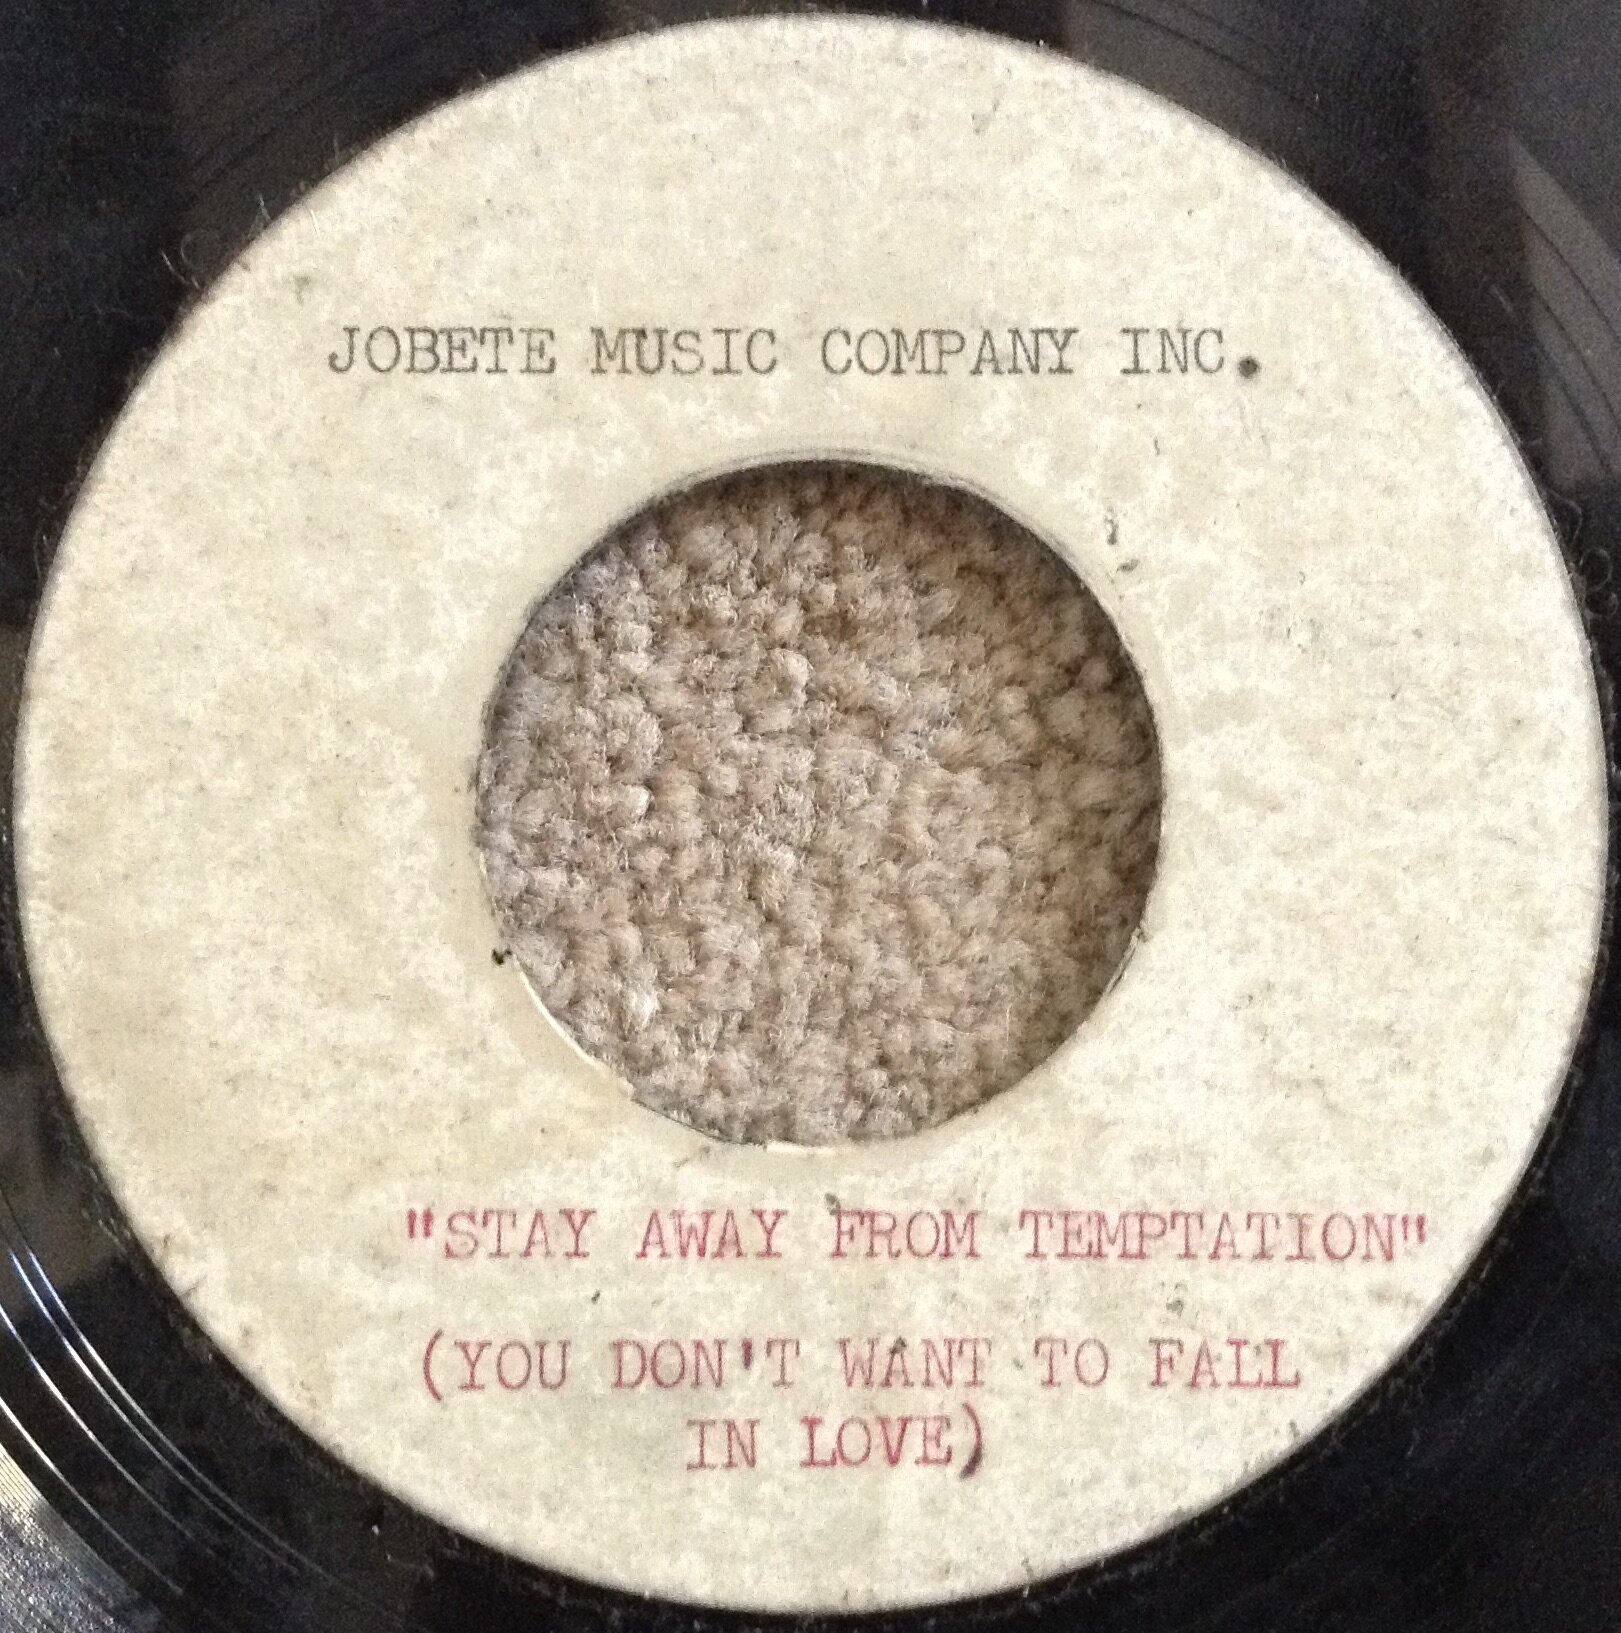 JOBETE MUSIC COMPANY INC.
"STAY AWAY FROM TEMPTATION"
(YOU DON'T WANT TO FALL
IN LOVE)